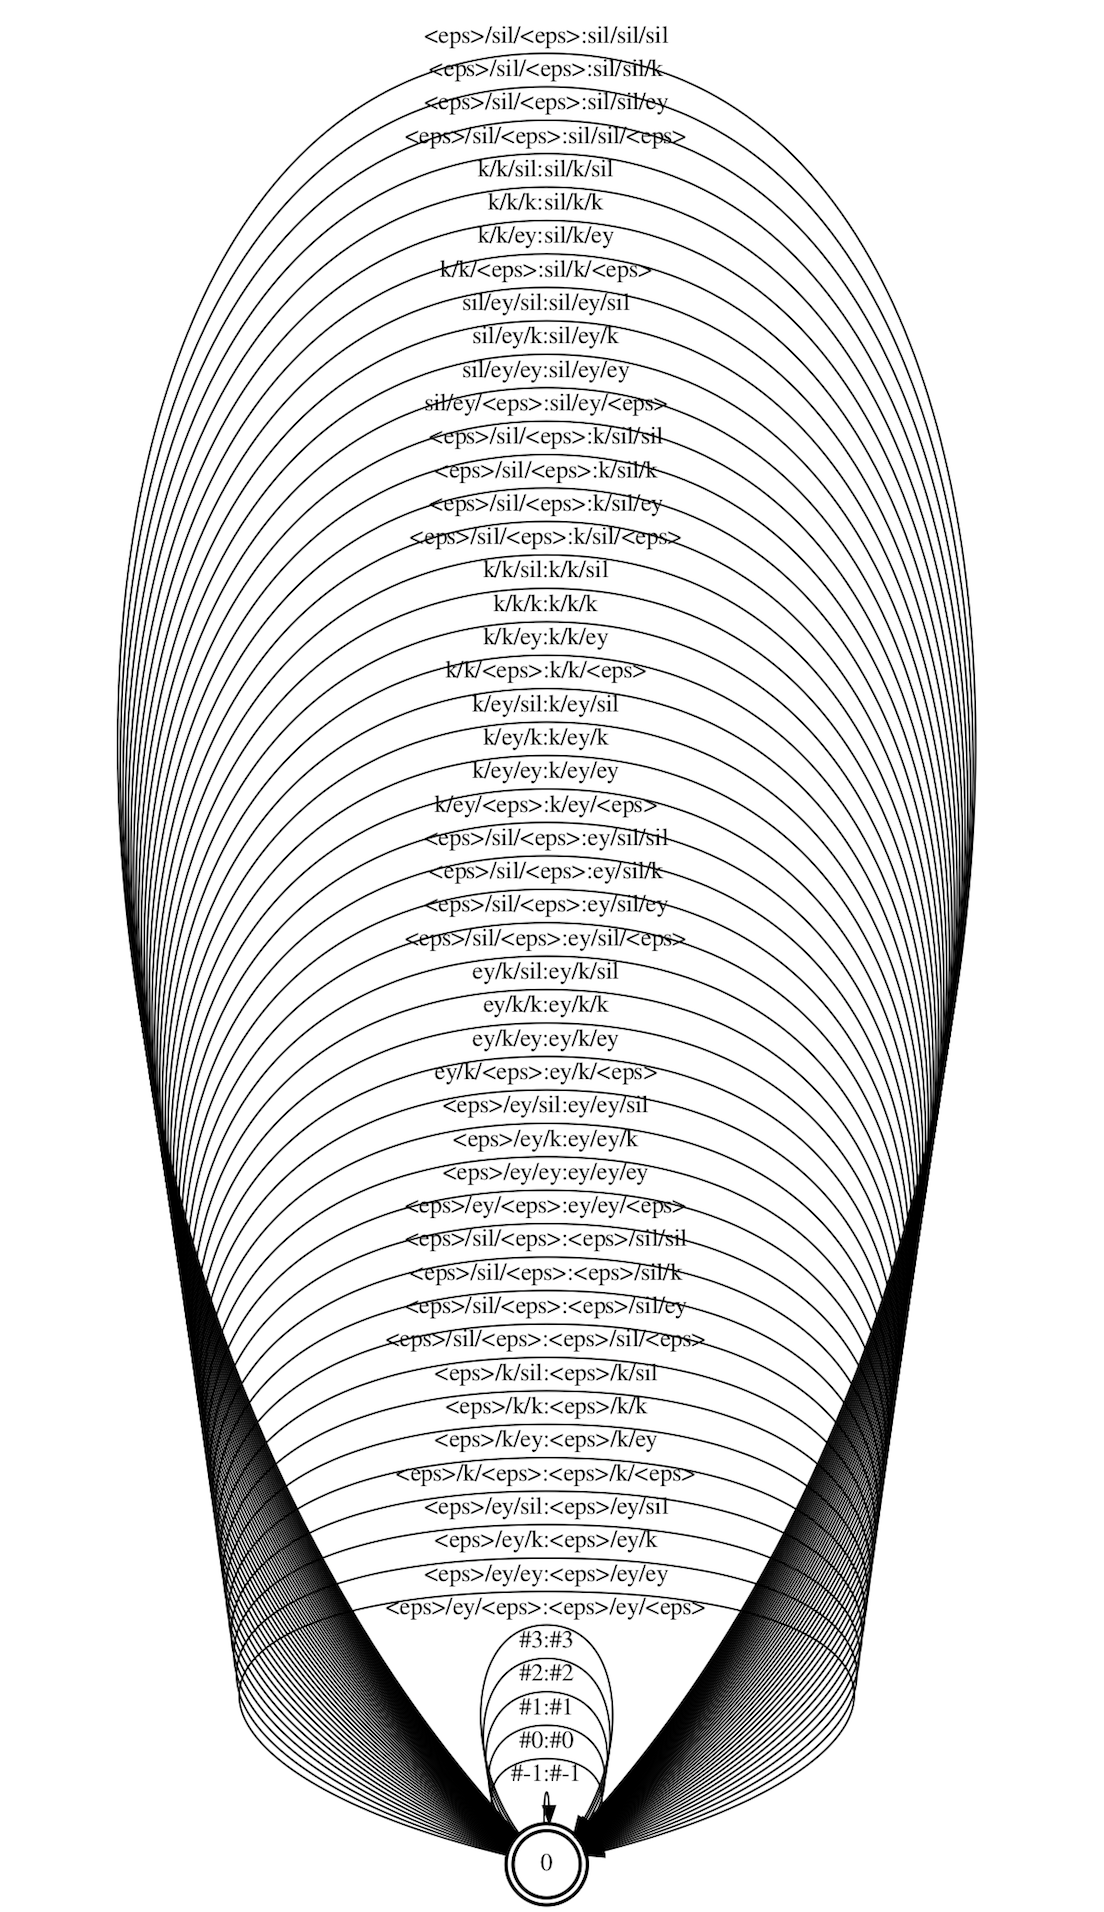 <eps>/sil/<eps>:sil/sil/sil
<eps>/sil/<eps>:sil/sil/k
<eps>/sil/<eps>:sil/sil/ey
<eps>/sil/<eps>:sil/sil/<eps>
k/k/sil:sil/k/sil
k/k/k:sil/k/k
k/k/ey:sil/k/ey
k/k/<eps>:sil/k/<eps>
sil/ey/sil:sil/ey/sil
sil/ey/k:sil/ey/k
sil/ey/ey:sil/ey/ey
sil/ey/<eps>:sil/ey/<eps>
<eps>/sil/<eps>:k/sil/sil
<eps>/sil/<eps>:k/sil/k
<eps>/sil/<eps>:k/sil/ey
<eps>/sil/<eps>:k/sil/<eps>
k/k/sil:k/k/sil
k/k/k:k/k/k
k/k/ey:k/k/ey
k/k/<eps>:k/k/<eps>
k/ey/sil:k/ey/sil
k/ey/k:k/ey/k
k/ey/ey:k/ey/ey
k/ey/<eps>:k/ey/<eps>
<eps>/sil/<eps>:ey/sil/sil
<eps>/sil/<eps>:ey/sil/k
<eps>/sil/<eps>:ey/sil/ey
<eps>/sil/<eps>:ey/sil/<eps>
ey/k/sil:ey/k/sil
ey/k/k:ey/k/k
ey/k/ey:ey/k/ey
ey/k/<eps>:ey/k/<eps>
<eps>/ey/sil:ey/ey/sil
<eps>/ey/k:ey/ey/k
<eps>/ey/ey:ey/ey/ey
<eps>/ey/<eps>:ey/ey/<eps>
<eps>/sil/<eps>:<eps>/sil/sil
<eps>/sil/<eps>:<eps>/sil/k
<eps>/sil/<eps>:<eps>/sil/ey
<eps>/sil/<eps>:<eps>/sil/<eps>
<eps>/k/sil:<eps>/k/sil
<eps>/k/k:<eps>/k/k
<eps>/k/ey:<eps>/k/ey
<eps>/k/<eps>:<eps>/k/<eps>
<eps>/ey/sil:<eps>/ey/sil
<eps>/ey/k:<eps>/ey/k
<eps>/ey/ey:<eps>/ey/ey
<eps>/ey/<eps>:<eps>/ey/<eps>
#3:#3
#2:#2
#1:#1
#0:#0
#-1:#-1
0